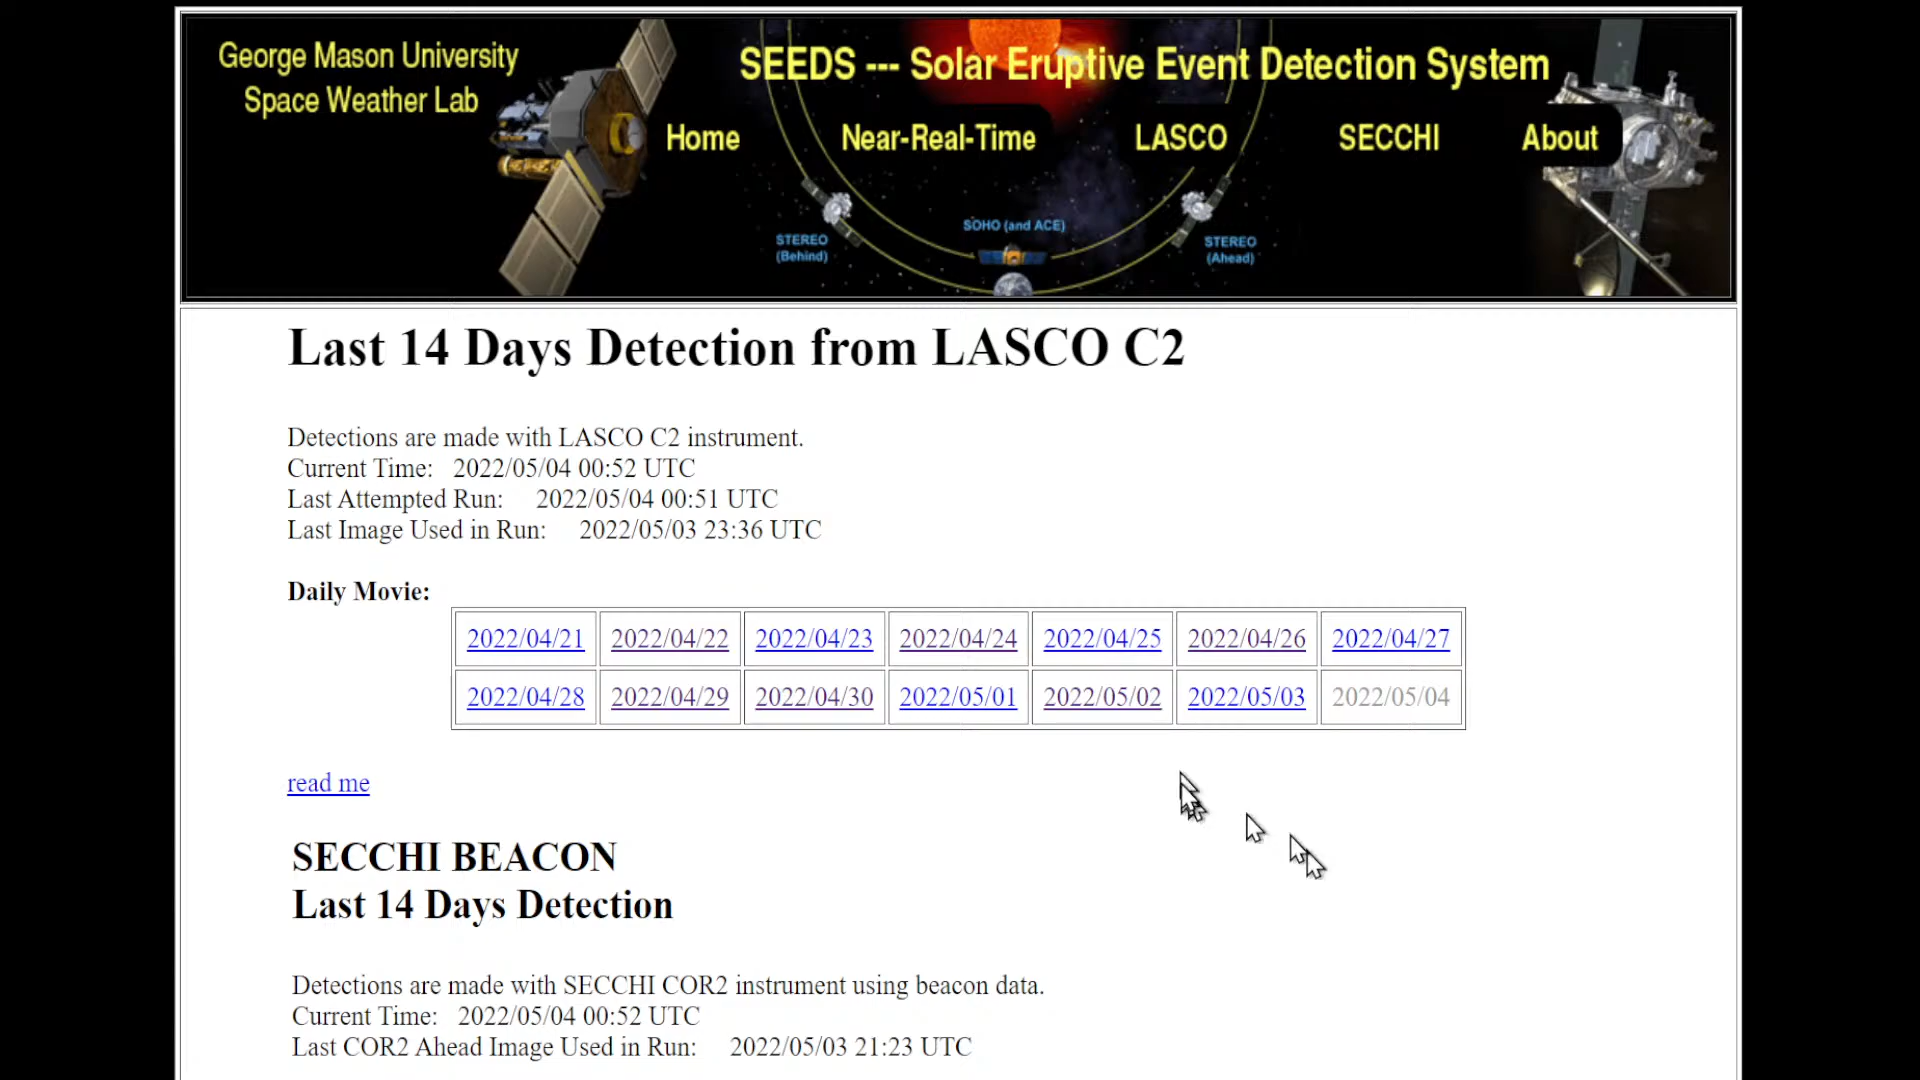 George Mason University
Space Weather Lab
SEEDS --- Solar Eruptive Event Detection System
Home Near-Real-Time LASCO SECCHI About
SOHO (and ACE)
STEREO
(Behind)
STEREO
(Ahead)
Last 14 Days Detection from LASCO C2
Detections are made with LASCO C2 instrument.
Current Time: 2022/05/04 00:52 UTC
Last Attempted Run: 2022/05/04 00:51 UTC
Last Image Used in Run: 2022/05/03 23:36 UTC
Daily Movie:
2022/04/21 2022/04/22 2022/04/23 2022/04/24 2022/04/25 2022/04/26 2022/04/27
2022/04/28 2022/04/29 2022/04/30 2022/05/01 2022/05/02 2022/05/03 2022/05/04
read me
SECCHI BEACON
Last 14 Days Detection
Detections are made with SECCHI COR2 instrument using beacon data.
Current Time: 2022/05/04 00:52 UTC
Last COR2 Ahead Image Used in Run: 2022/05/03 21:23 UTC